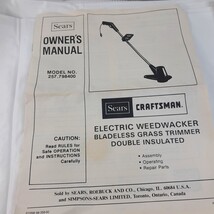 Sears
OWNER'S
MANUAL
MODEL NO.
257.798400
CAUTION:
Read RULES for
Safe OPERATION
and INSTRUCTIONS
Carefully
Sears CRAFTSMAN
ELECTRIC WEEDWACKER
BLADELESS GRASS TRIMMER
DOUBLE INSULATED
• Assembly
• Operating
• Repair Parts
Sold by SEARS, ROEBUCK AND CO., Chicago, Il. 60684 U.S.A.
and SIMPSONS-SEARS LIMITED, Toronto, Ontario, Canada